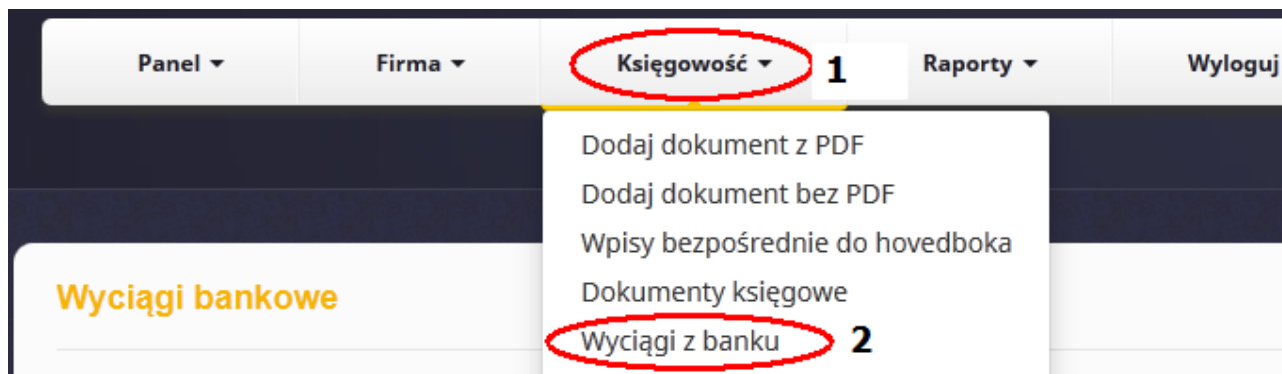 Panel Firma Księgowość 1 Raporty Wyloguj
Dodaj dokument z PDF
Dodaj dokument bez PDF
Wpisy bezpośrednie do hovedboka
Wyciągi bankowe
Dokumenty księgowe
Wyciągi z banku 2